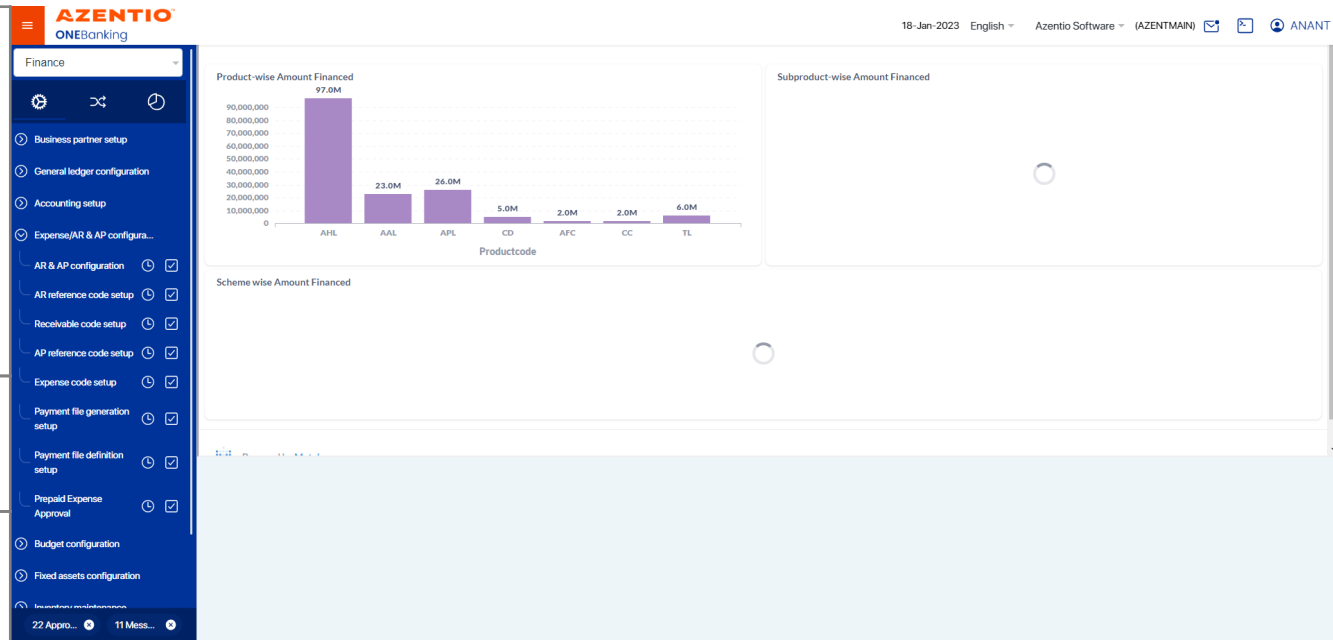 AZENTIO
ONEBanking
18-Jan-2023 English Azentio Software (AZENTMAIN) ANANT
Finance
Business partner setup
General ledger configuration
Accounting setup
Expense/AR & AP configura...
AR & AP configuration
AR reference code setup
Receivable code setup
AP reference code setup
Expense code setup
Payment file generation
setup
Payment file definition
setup
Prepaid Expense
Approval
Budget configuration
Fixed assets configuration
Inventory maintenance
22 Appro... 11 Mess...
Product-wise Amount Financed
97.0M
90,000,000
80,000,000
70,000,000
60,000,000
50,000,000
40,000,000
30,000,000
20,000,000
10,000,000
0
23.0M 26.0M 5.0M 2.0M 2.0M 6.0M
AHL AAL APL CD AFC CC TL
Productcode
Subproduct-wise Amount Financed
Scheme wise Amount Financed